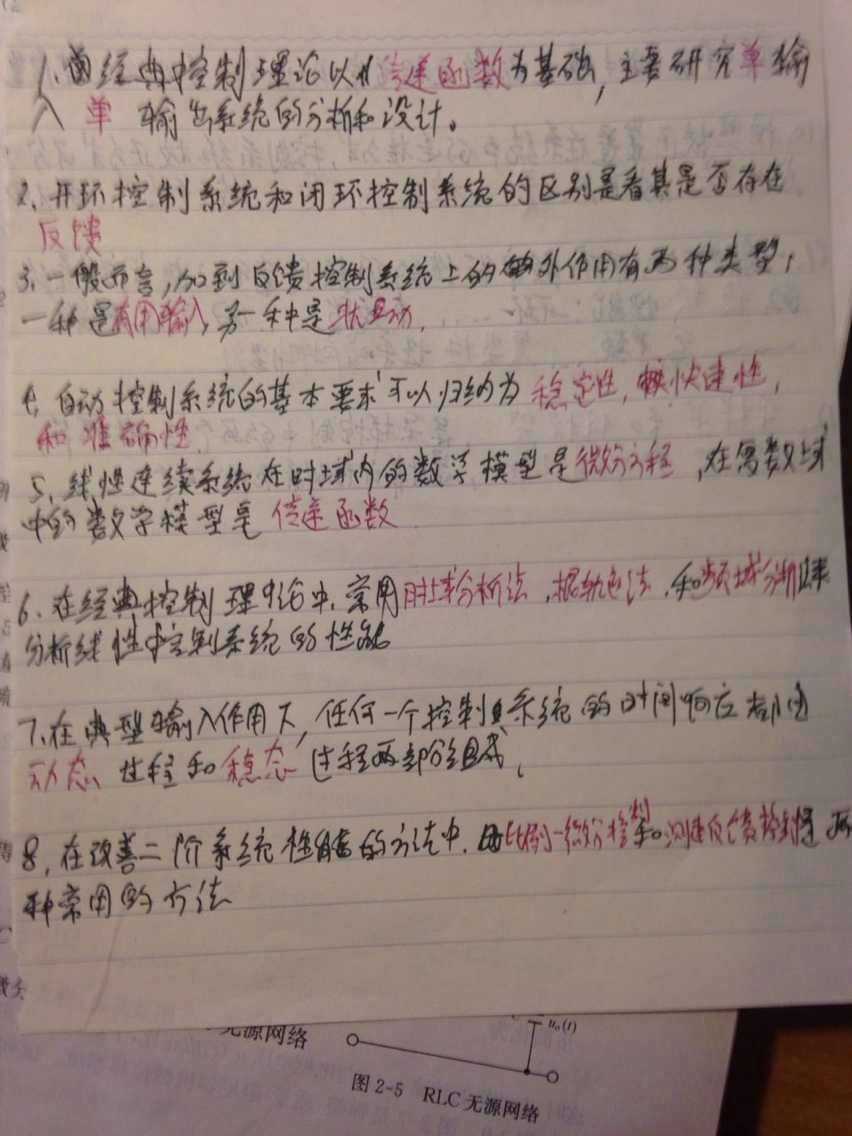 1、经典控制理论以传递函数为基础，主要研究单输
入 单 输出系统的分析和设计。
2、开环控制系统和闭环控制系统的区别是看其是否存在
反馈
3、一般而言，加到反馈控制系统上的外作用有两种类型，
一种是有用输入，另一种是扰动．
4、自动控制系统的基本要求可以归纳为 稳定性，快速性，
和准确性
5、线性连续系统在时域内的数学模型是微分方程，在复数域
中的数学模型是 传递函数
6、在经典控制理论中，常用时域分析法，根轨迹法，和频域分析法来
分析线性控制系统的性能
7、在典型输入作用下，任何一个控制系统的时间响应都由
动态 过程和 稳态 过程两部分组成、
8、在改善二阶系统性能的方法中，比例-微分控制和测速反馈控制是两
种常用的方法
无源网络
u₀(t)
图 2-5 RLC 无源网络